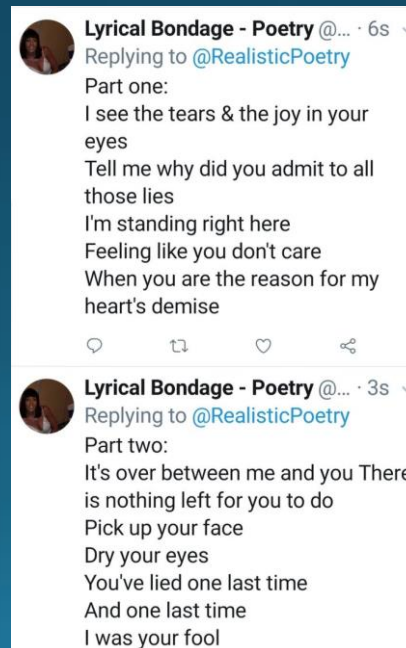 Lyrical Bondage - Poetry @... · 6s
Replying to @RealisticPoetry
Part one:
I see the tears & the joy in your
eyes
Tell me why did you admit to all
those lies
I'm standing right here
Feeling like you don't care
When you are the reason for my
heart's demise
Lyrical Bondage - Poetry @... · 3s
Replying to @RealisticPoetry
Part two:
It's over between me and you There
is nothing left for you to do
Pick up your face
Dry your eyes
You've lied one last time
And one last time
I was your fool